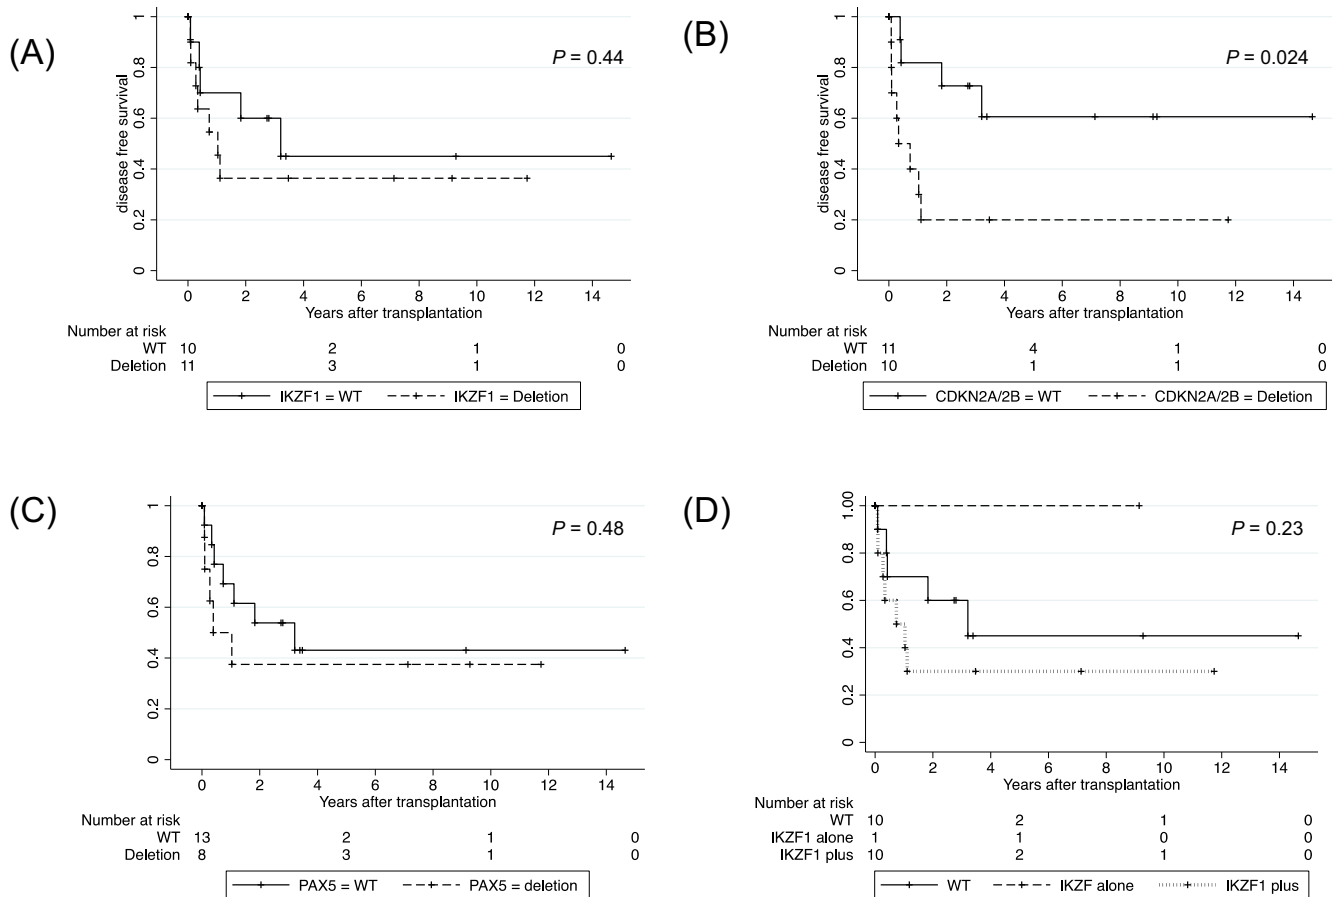 (A)
P = 0.44
disease free survival
1
0.8
0.6
0.4
0.2
0
0 2 4 6 8 10 12 14
Years after transplantation
Number at risk
WT 10 2 1 0
Deletion 11 3 1 0
IKZF1 = WT IKZF1 = Deletion
(B)
P = 0.024
disease free survival
1
0.8
0.6
0.4
0.2
0
0 2 4 6 8 10 12 14
Years after transplantation
Number at risk
WT 11 4 1 0
Deletion 10 1 1 0
CDKN2A/2B = WT CDKN2A/2B = Deletion
(C)
P = 0.48
1
0.8
0.6
0.4
0.2
0
0 2 4 6 8 10 12 14
Years after transplantation
Number at risk
WT 13 2 1 0
Deletion 8 3 1 0
PAX5 = WT PAX5 = deletion
(D)
P = 0.23
1.00
0.8
0.6
0.4
0.2
0
0 2 4 6 8 10 12 14
Years after transplantation
Number at risk
WT 10 2 1 0
IKZF1 alone 1 1 0 0
IKZF1 plus 10 2 1 0
WT IKZF alone IKZF1 plus